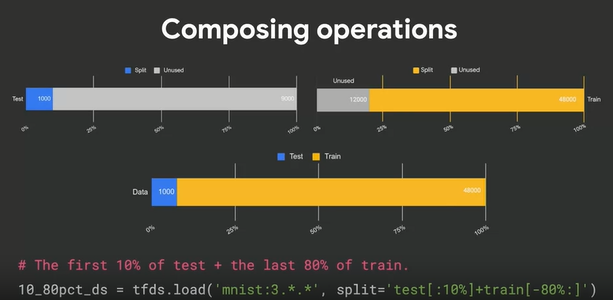 Composing operations
Split Unused
Test 1000 9000
0% 25% 50% 75% 100%
Split Unused
Unused
12000 48000 Train
0% 25% 50% 75% 100%
Test Train
Data 1000 48000
0% 25% 50% 75% 100%
# The first 10% of test + the last 80% of train.
10_80pct_ds = tfds.load('mnist:3.*.*', split='test[:10%]+train[-80%:]')